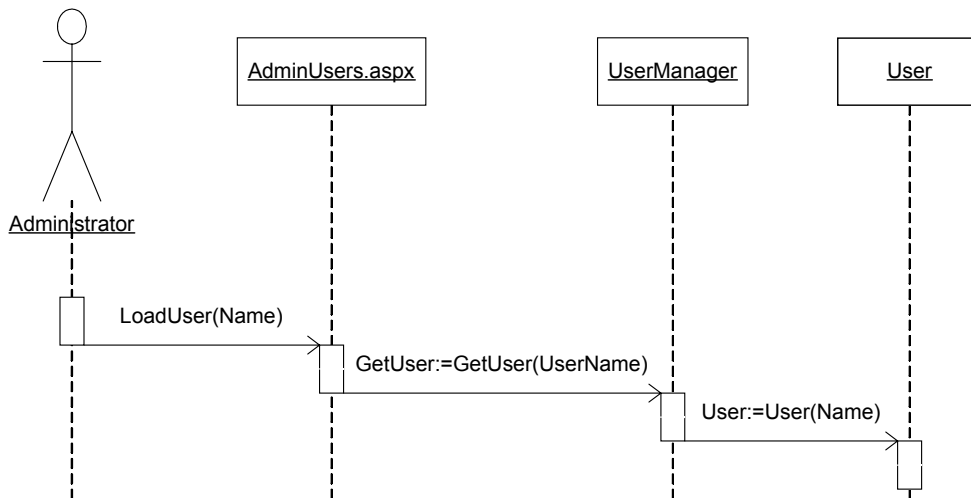 AdminUsers.aspx
UserManager
User
Administrator
LoadUser(Name)
GetUser:=GetUser(UserName)
User:=User(Name)